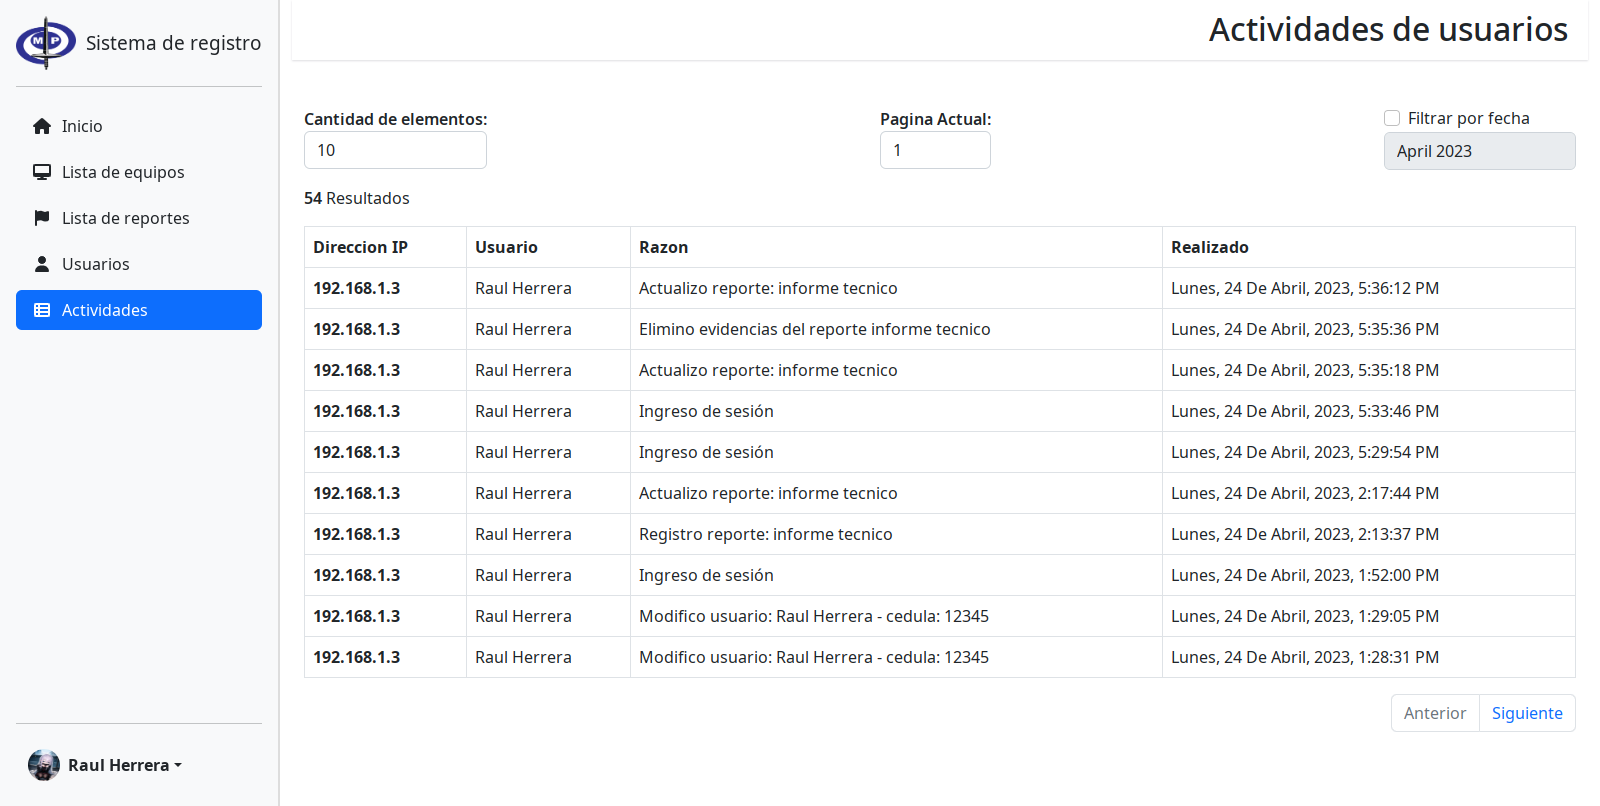 MP
Sistema de registro
Inicio
Lista de equipos
Lista de reportes
Usuarios
Actividades
Raul Herrera
Actividades de usuarios
Cantidad de elementos:
10
Pagina Actual:
1
Filtrar por fecha
April 2023
54 Resultados
Direccion IP Usuario Razon Realizado
192.168.1.3 Raul Herrera Actualizo reporte: informe tecnico Lunes, 24 De Abril, 2023, 5:36:12 PM
192.168.1.3 Raul Herrera Elimino evidencias del reporte informe tecnico Lunes, 24 De Abril, 2023, 5:35:36 PM
192.168.1.3 Raul Herrera Actualizo reporte: informe tecnico Lunes, 24 De Abril, 2023, 5:35:18 PM
192.168.1.3 Raul Herrera Ingreso de sesión Lunes, 24 De Abril, 2023, 5:33:46 PM
192.168.1.3 Raul Herrera Ingreso de sesión Lunes, 24 De Abril, 2023, 5:29:54 PM
192.168.1.3 Raul Herrera Actualizo reporte: informe tecnico Lunes, 24 De Abril, 2023, 2:17:44 PM
192.168.1.3 Raul Herrera Registro reporte: informe tecnico Lunes, 24 De Abril, 2023, 2:13:37 PM
192.168.1.3 Raul Herrera Ingreso de sesión Lunes, 24 De Abril, 2023, 1:52:00 PM
192.168.1.3 Raul Herrera Modifico usuario: Raul Herrera - cedula: 12345 Lunes, 24 De Abril, 2023, 1:29:05 PM
192.168.1.3 Raul Herrera Modifico usuario: Raul Herrera - cedula: 12345 Lunes, 24 De Abril, 2023, 1:28:31 PM
Anterior Siguiente